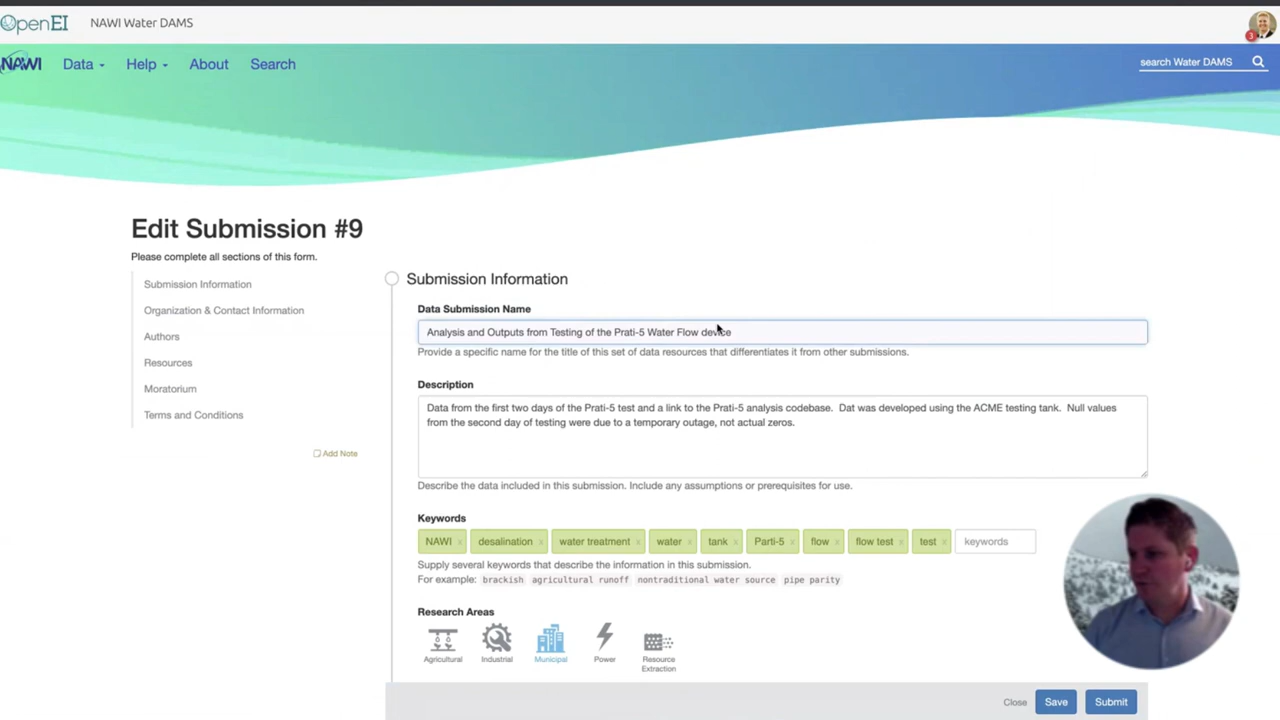 OpenEI NAWI Water DAMS
3
NAWI Data Help About Search search Water DAMS
Edit Submission #9
Please complete all sections of this form.
Submission Information
Organization & Contact Information
Authors
Resources
Moratorium
Terms and Conditions
Add Note
Submission Information
Data Submission Name
Analysis and Outputs from Testing of the Prati-5 Water Flow device
Provide a specific name for the title of this set of data resources that differentiates it from other submissions.
Description
Data from the first two days of the Prati-5 test and a link to the Prati-5 analysis codebase. Dat was developed using the ACME testing tank. Null values
from the second day of testing were due to a temporary outage, not actual zeros.
Describe the data included in this submission. Include any assumptions or prerequisites for use.
Keywords
NAWI x desalination x water treatment x water x tank x Parti-5 x flow x flow test x test x keywords
Supply several keywords that describe the information in this submission.
For example: brackish agricultural runoff nontraditional water source pipe parity
Research Areas
Agricultural Industrial Municipal Power Resource
Extraction
Close Save Submit